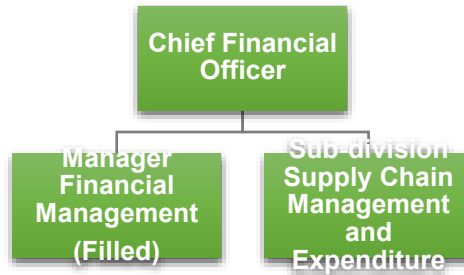 Chief Financial
Officer
Manager
Financial
Management
(Filled)
Sub-division
Supply Chain
Management
and
Expenditure